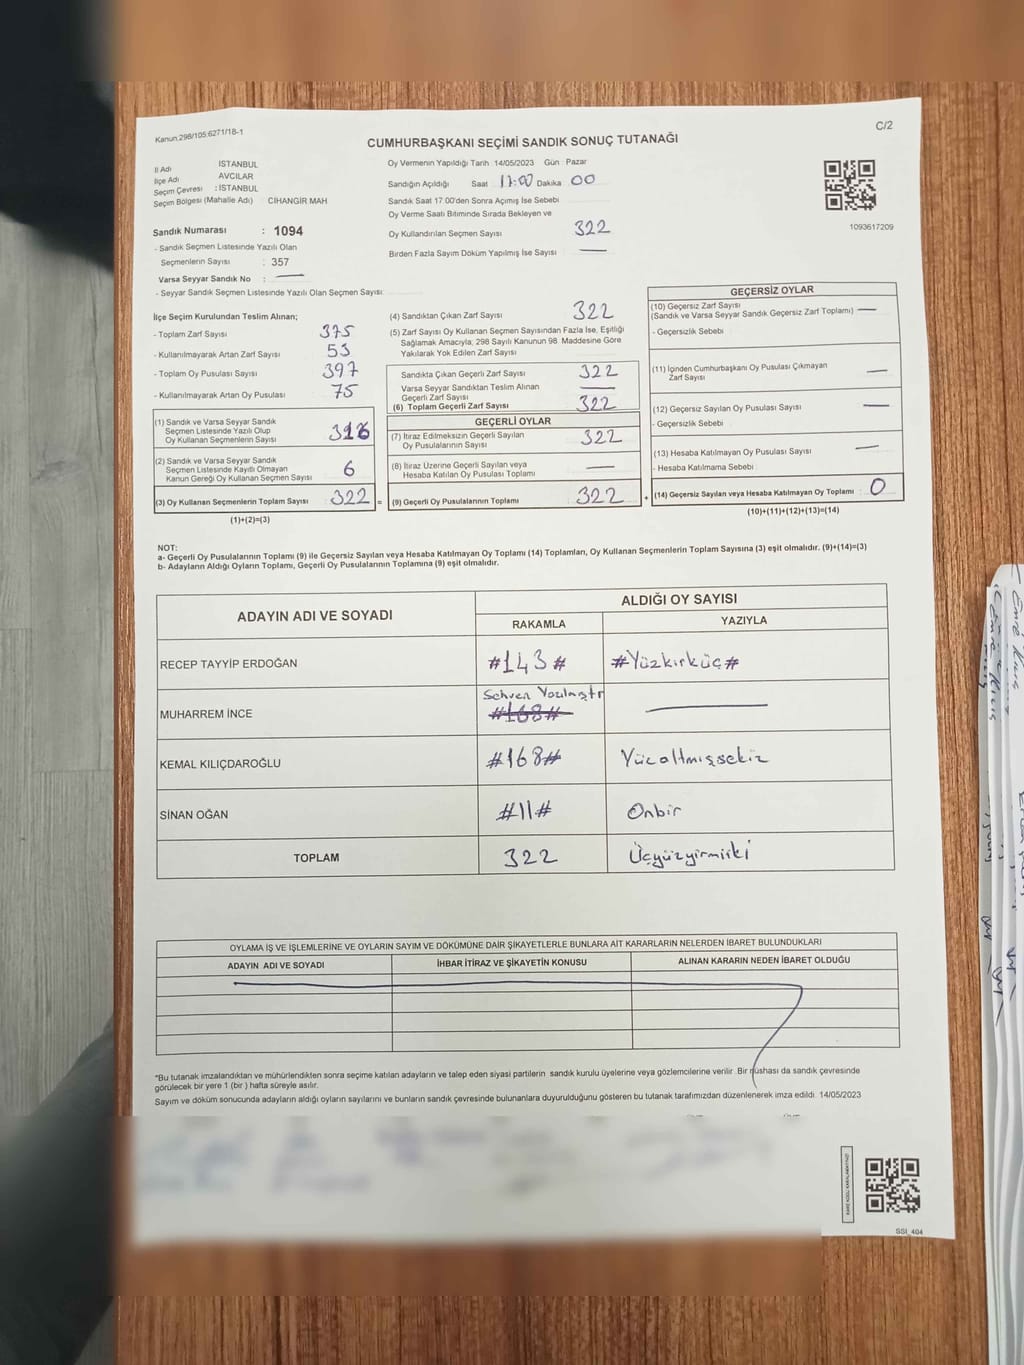 Kanun.298/105:6271/18-1
C/2
CUMHURBAŞKANI SEÇİMİ SANDIK SONUÇ TUTANAĞI
İl Adı İSTANBUL
İlçe Adı AVCILAR
Seçim Çevresi : İSTANBUL
Seçim Bölgesi (Mahalle Adı) CİHANGİR MAH
Sandık Numarası : 1094
- Sandık Seçmen Listesinde Yazılı Olan
Seçmenlerin Sayısı : 357
Varsa Seyyar Sandık No :
- Seyyar Sandık Seçmen Listesinde Yazılı Olan Seçmen Sayısı:
Oy Vermenin Yapıldığı Tarih 14/05/2023 Gün : Pazar
Sandığın Açıldığı Saat 17:00 Dakika 00
Sandık Saat 17.00'den Sonra Açımış İse Sebebi
Oy Verme Saati Bitiminde Sırada Bekleyen ve
Oy Kullandırılan Seçmen Sayısı 322
Birden Fazla Sayım Döküm Yapılmış İse Sayısı —
1093617209
İlçe Seçim Kurulundan Teslim Alınan;
- Toplam Zarf Sayısı 375
- Kullanılmayarak Artan Zarf Sayısı 53
- Toplam Oy Pusulası Sayısı 397
- Kullanılmayarak Artan Oy Pusulası 75
(1) Sandık ve Varsa Seyyar Sandık
Seçmen Listesinde Yazılı Olup
Oy Kullanan Seçmenlerin Sayısı 316
(2) Sandık ve Varsa Seyyar Sandık
Seçmen Listesinde Kayıtlı Olmayan
Kanun Gereği Oy Kullanan Seçmen Sayısı 6
(3) Oy Kullanan Seçmenlerin Toplam Sayısı 322 =
(1)+(2)=(3)
(4) Sandıktan Çıkan Zarf Sayısı 322
(5) Zarf Sayısı Oy Kullanan Seçmen Sayısından Fazla İse, Eşitliği
Sağlamak Amacıyla; 298 Sayılı Kanunun 98. Maddesine Göre
Yakılarak Yok Edilen Zarf Sayısı
Sandıkta Çıkan Geçerli Zarf Sayısı 322
Varsa Seyyar Sandıktan Teslim Alınan
Geçerli Zarf Sayısı —
(6) Toplam Geçerli Zarf Sayısı 322
GEÇERLİ OYLAR
(7) İtiraz Edilmeksizin Geçerli Sayılan
Oy Pusulalarının Sayısı 322
(8) İtiraz Üzerine Geçerli Sayılan veya
Hesaba Katılan Oy Pusulası Toplamı —
(9) Geçerli Oy Pusulalarının Toplamı 322 +
GEÇERSİZ OYLAR
(10) Geçersiz Zarf Sayısı
(Sandık ve Varsa Seyyar Sandık Geçersiz Zarf Toplamı) —
- Geçersizlik Sebebi
(11) İçinden Cumhurbaşkanı Oy Pusulası Çıkmayan
Zarf Sayısı —
(12) Geçersiz Sayılan Oy Pusulası Sayısı —
- Geçersizlik Sebebi
(13) Hesaba Katılmayan Oy Pusulası Sayısı —
- Hesaba Katılmama Sebebi
(14) Geçersiz Sayılan veya Hesaba Katılmayan Oy Toplamı : 0
(10)+(11)+(12)+(13)=(14)
NOT:
a- Geçerli Oy Pusulalarının Toplamı (9) ile Geçersiz Sayılan veya Hesaba Katılmayan Oy Toplamı (14) Toplamları, Oy Kullanan Seçmenlerin Toplam Sayısına (3) eşit olmalıdır. (9)+(14)=(3)
b- Adayların Aldığı Oyların Toplamı, Geçerli Oy Pusulalarının Toplamına (9) eşit olmalıdır.
ADAYIN ADI VE SOYADI ALDIĞI OY SAYISI
RAKAMLA YAZIYLA
RECEP TAYYİP ERDOĞAN #143# #Yüzkırküç#
Sehven Yazılmıştr
MUHARREM İNCE #168# —
KEMAL KILIÇDAROĞLU #168# Yüzaltmışsekiz
SİNAN OĞAN #11# Onbir
TOPLAM 322 Üçyüzyirmiiki
OYLAMA İŞ VE İŞLEMLERİNE VE OYLARIN SAYIM VE DÖKÜMÜNE DAİR ŞİKAYETLERLE BUNLARA AİT KARARLARIN NELERDEN İBARET BULUNDUKLARI
ADAYIN ADI VE SOYADI İHBAR İTİRAZ VE ŞİKAYETİN KONUSU ALINAN KARARIN NEDEN İBARET OLDUĞU
"Bu tutanak imzalandıktan ve mühürlendikten sonra seçime katılan adayların ve talep eden siyasi partilerin sandık kurulu üyelerine veya gözlemcilerine verilir. Bir nüshası da sandık çevresinde
görülecek bir yere 1 (bir ) hafta süreyle asılır.
Sayım ve döküm sonucunda adayların aldığı oyların sayılarını ve bunların sandık çevresinde bulunanlara duyurulduğunu gösteren bu tutanak tarafımızdan düzenlenerek imza edildi. 14/05/2023
SSI_404